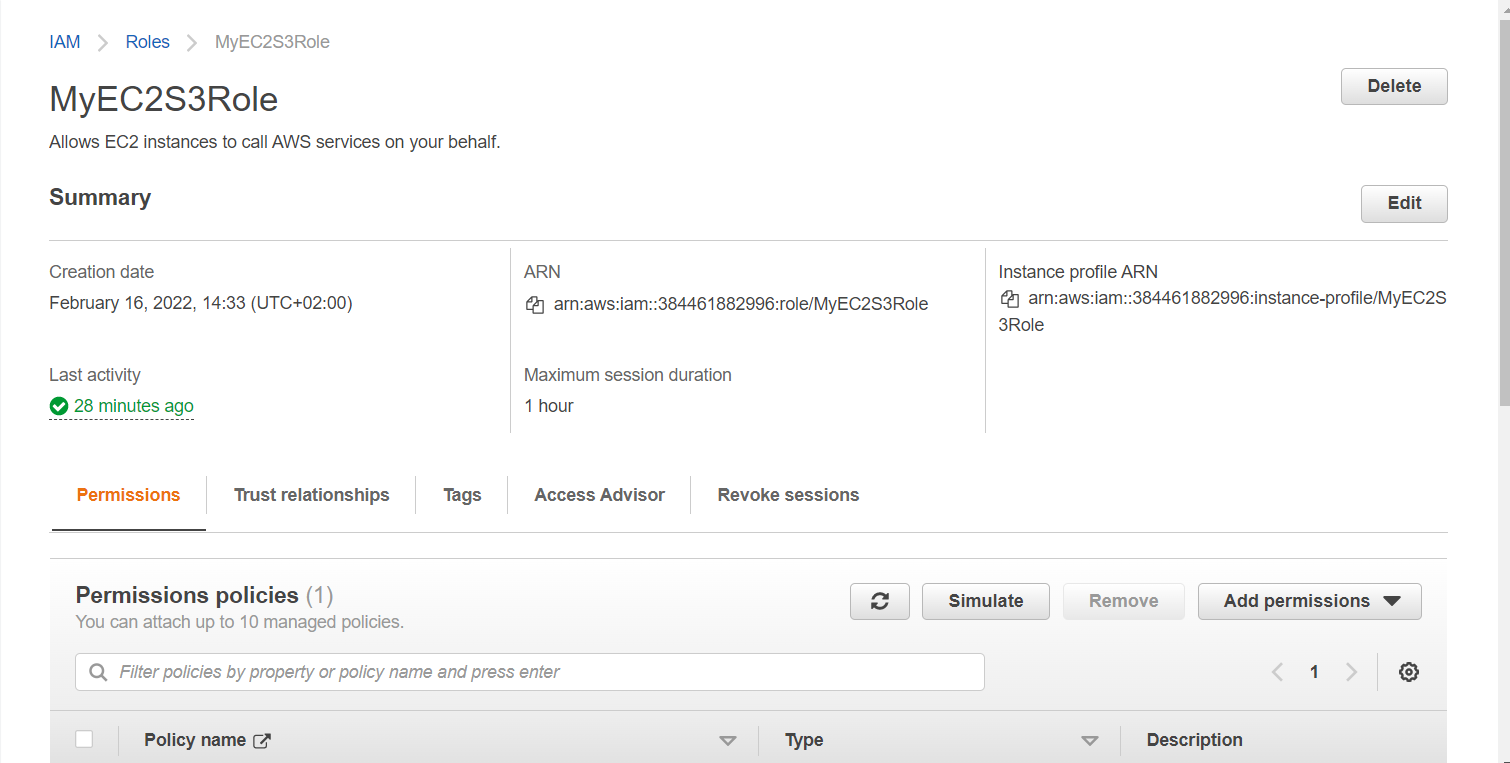 IAM > Roles > MyEC2S3Role
MyEC2S3Role
Delete
Allows EC2 instances to call AWS services on your behalf.
Summary
Edit
Creation date
February 16, 2022, 14:33 (UTC+02:00)
ARN
arn:aws:iam::384461882996:role/MyEC2S3Role
Instance profile ARN
arn:aws:iam::384461882996:instance-profile/MyEC2S
3Role
Last activity
28 minutes ago
Maximum session duration
1 hour
Permissions
Trust relationships
Tags
Access Advisor
Revoke sessions
Permissions policies (1)
You can attach up to 10 managed policies.
Simulate
Remove
Add permissions
Filter policies by property or policy name and press enter
1
Policy name
Type
Description